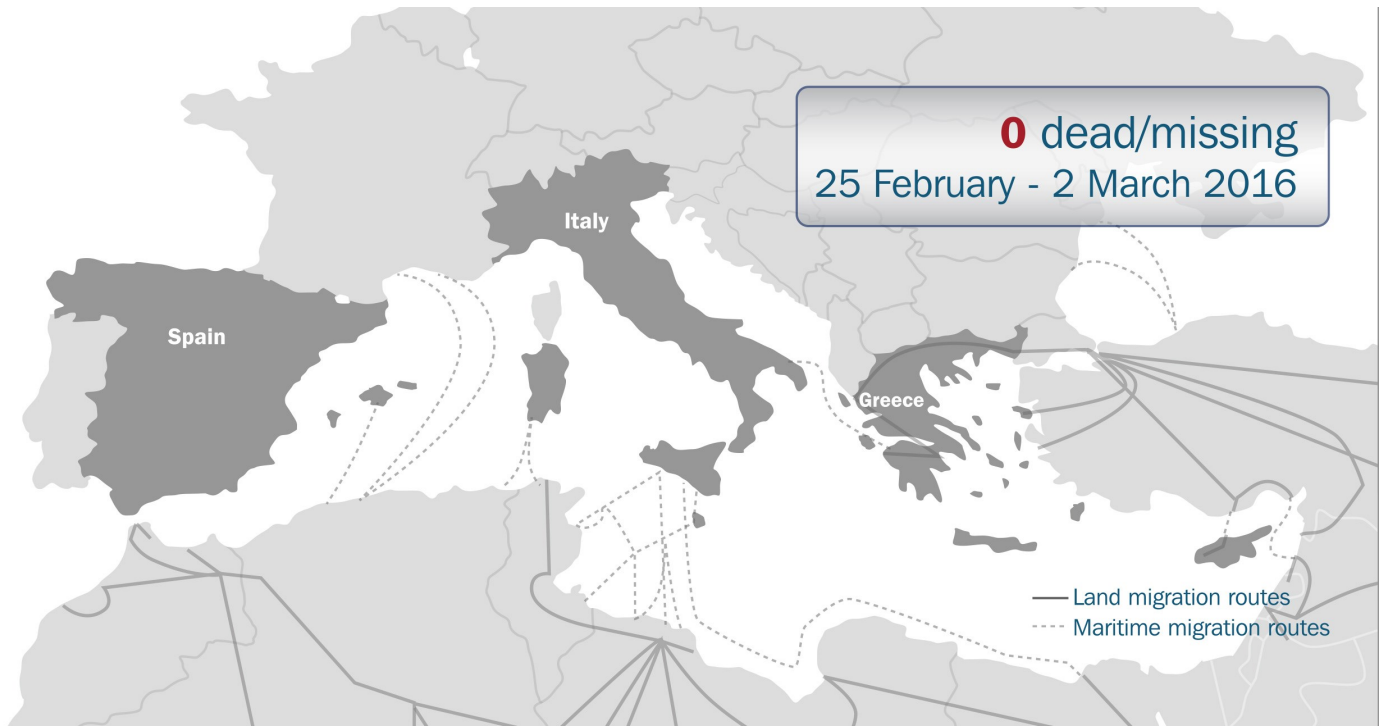 0 dead/missing
25 February - 2 March 2016
Italy
Spain
Greece
Land migration routes
Maritime migration routes